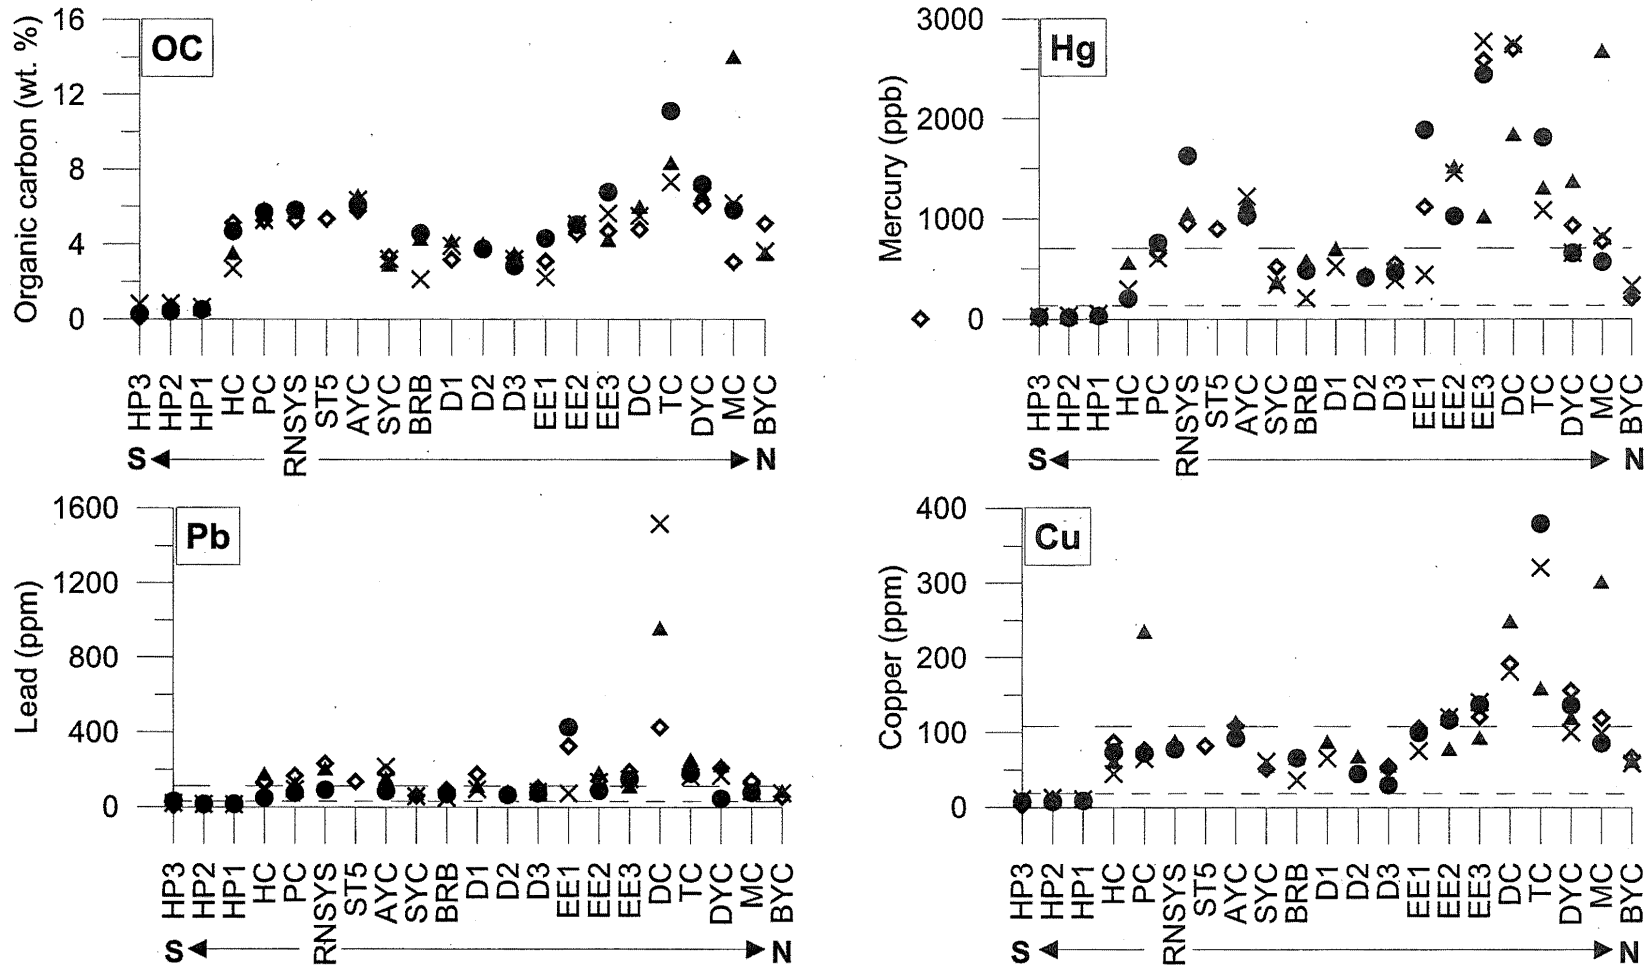 OC
Organic carbon (wt. %)
16
12
8
4
0
HP3 HP2 HP1 HC PC RNSYS ST5 AYC SYC BRB D1 D2 D3 EE1 EE2 EE3 DC TC DYC MC BYC
S N
Hg
Mercury (ppb)
3000
2000
1000
0
HP3 HP2 HP1 HC PC RNSYS ST5 AYC SYC BRB D1 D2 D3 EE1 EE2 EE3 DC TC DYC MC BYC
S N
Pb
Lead (ppm)
1600
1200
800
400
0
HP3 HP2 HP1 HC PC RNSYS ST5 AYC SYC BRB D1 D2 D3 EE1 EE2 EE3 DC TC DYC MC BYC
S N
Cu
Copper (ppm)
400
300
200
100
0
HP3 HP2 HP1 HC PC RNSYS ST5 AYC SYC BRB D1 D2 D3 EE1 EE2 EE3 DC TC DYC MC BYC
S N